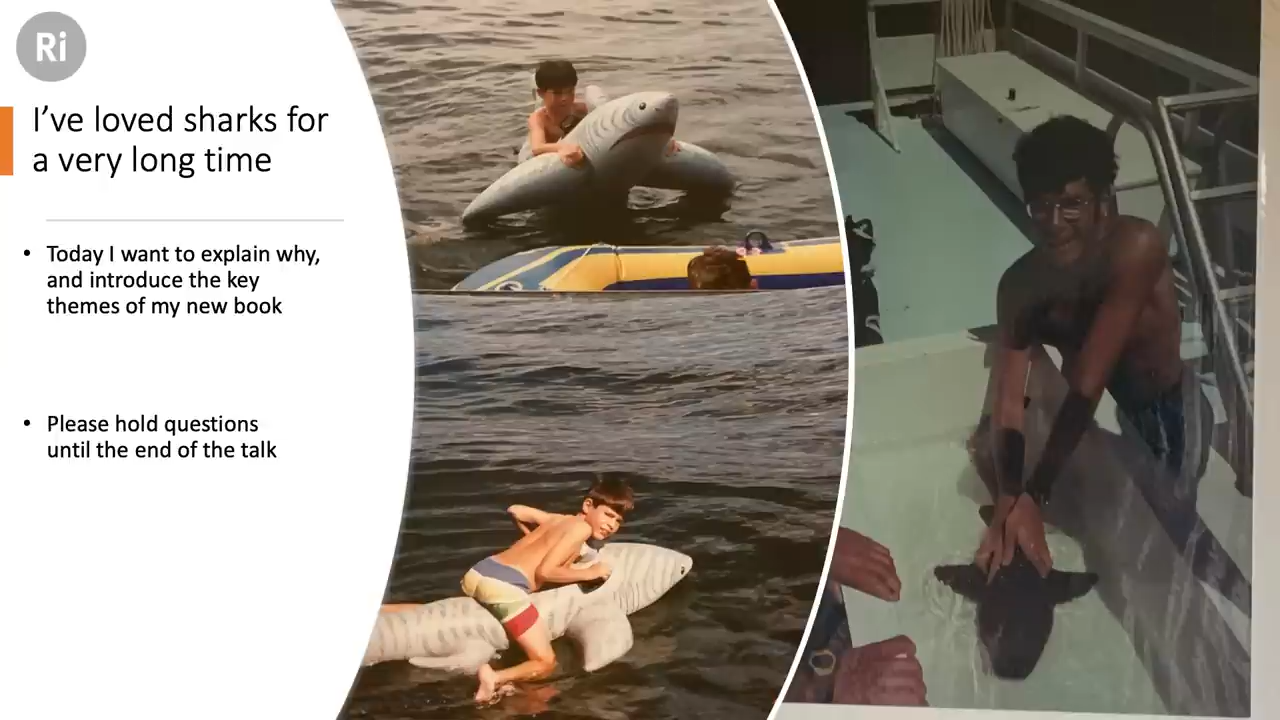 Ri
I’ve loved sharks for
a very long time
• Today I want to explain why,
and introduce the key
themes of my new book
• Please hold questions
until the end of the talk